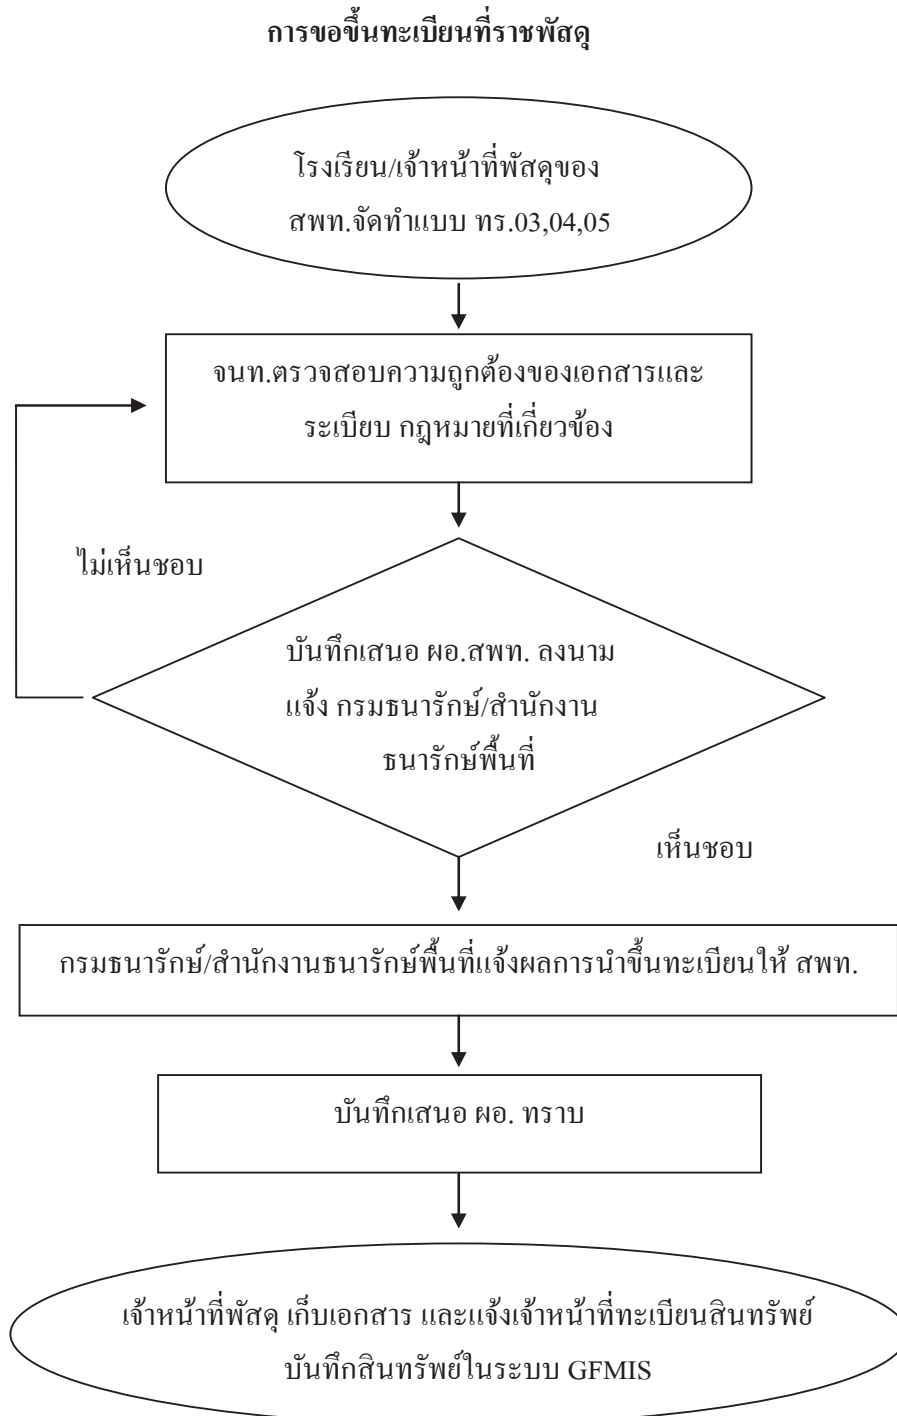 การขอขึ้นทะเบียนที่ราชพัสดุ
โรงเรียน/เจ้าหน้าที่พัสดุของ
สพท.จัดทำแบบ ทร.03,04,05
จนท.ตรวจสอบความถูกต้องของเอกสารและ
ระเบียบ กฎหมายที่เกี่ยวข้อง
ไม่เห็นชอบ
บันทึกเสนอ ผอ.สพท. ลงนาม
แจ้ง กรมธนารักษ์/สำนักงาน
ธนารักษ์พื้นที่
เห็นชอบ
กรมธนารักษ์/สำนักงานธนารักษ์พื้นที่แจ้งผลการนำขึ้นทะเบียนให้ สพท.
บันทึกเสนอ ผอ. ทราบ
เจ้าหน้าที่พัสดุ เก็บเอกสาร และแจ้งเจ้าหน้าที่ทะเบียนสินทรัพย์
บันทึกสินทรัพย์ในระบบ GFMIS